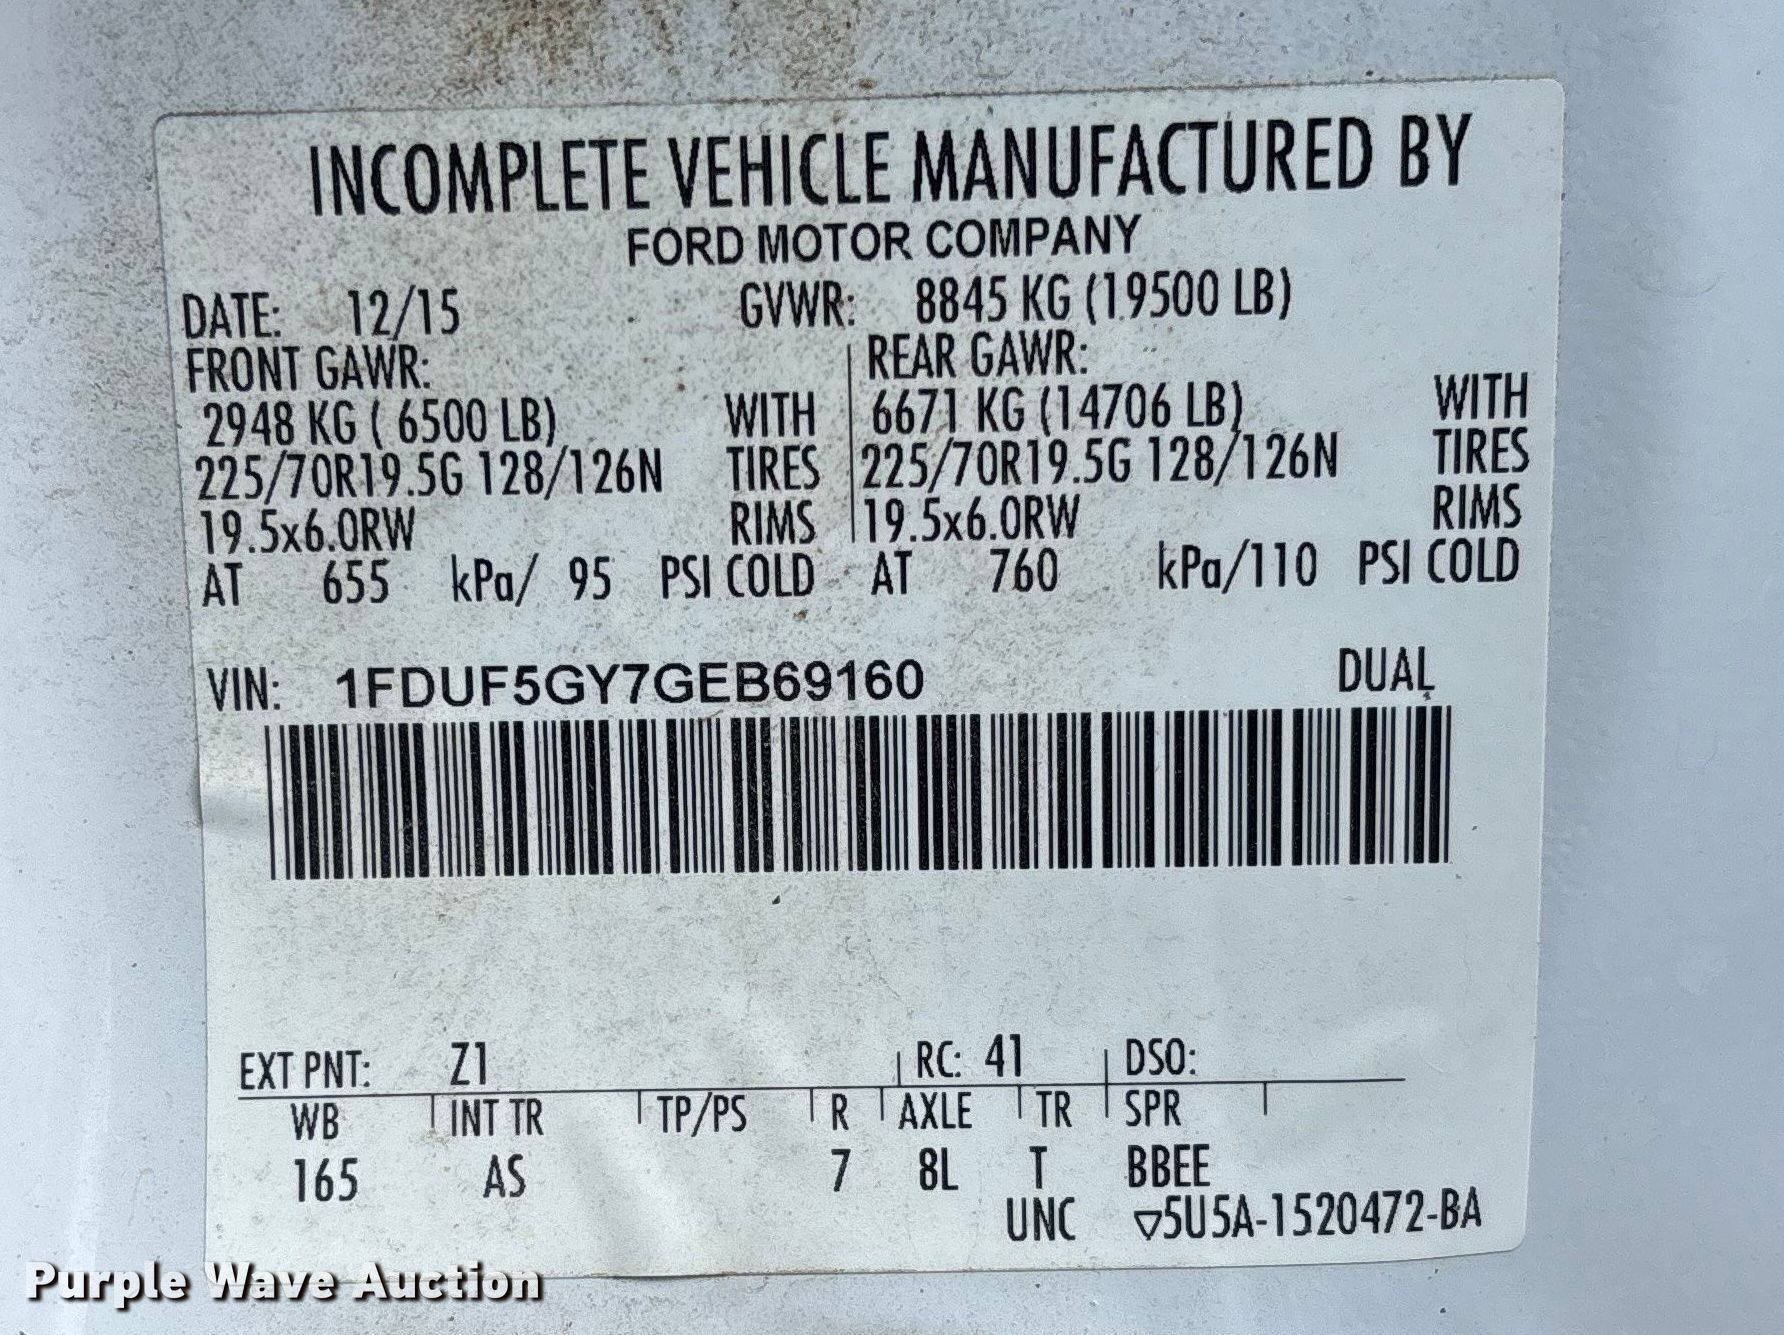 INCOMPLETE VEHICLE MANUFACTURED BY
FORD MOTOR COMPANY
DATE: 12/15 GVWR: 8845 KG (19500 LB)
FRONT GAWR: REAR GAWR:
2948 KG ( 6500 LB) WITH 6671 KG (14706 LB) WITH
225/70R19.5G 128/126N TIRES 225/70R19.5G 128/126N TIRES
19.5x6.0RW RIMS 19.5x6.0RW RIMS
AT 655 kPa/ 95 PSI COLD AT 760 kPa/110 PSI COLD
VIN: 1FDUF5GY7GEB69160 DUAL
EXT PNT: Z1 RC: 41 DSO:
WB INT TR TP/PS R AXLE TR SPR
165 AS 7 8L T BBEE
UNC ▽5U5A-1520472-BA
Purple Wave Auction